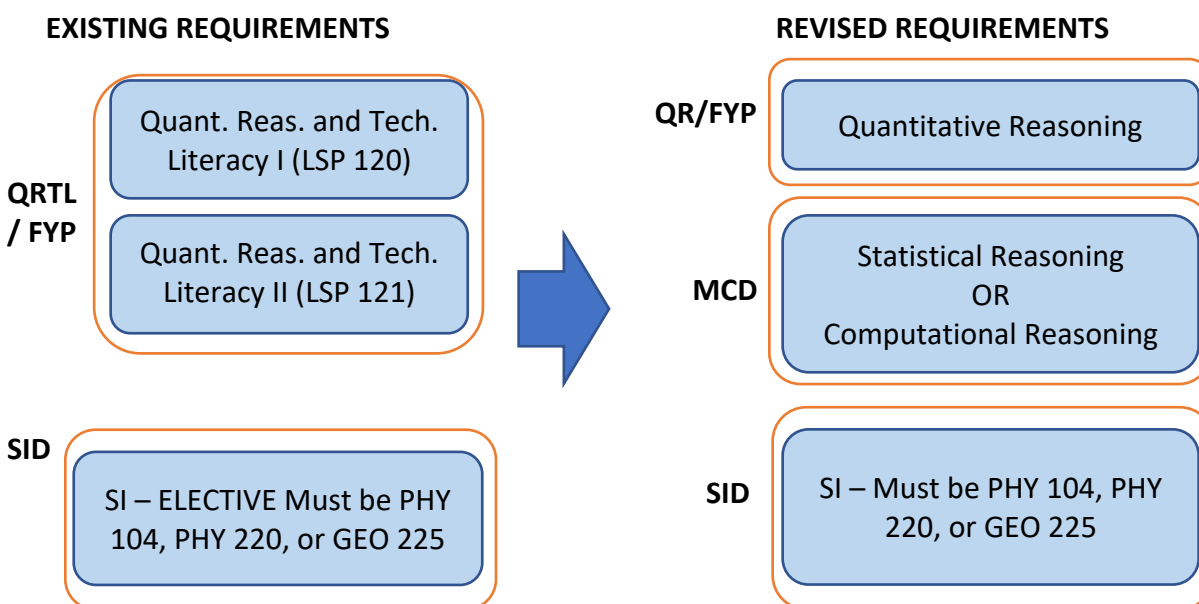 EXISTING REQUIREMENTS
QRTL
/ FYP
Quant. Reas. and Tech.
Literacy I (LSP 120)
Quant. Reas. and Tech.
Literacy II (LSP 121)
SID
SI – ELECTIVE Must be PHY
104, PHY 220, or GEO 225
REVISED REQUIREMENTS
QR/FYP
Quantitative Reasoning
MCD
Statistical Reasoning
OR
Computational Reasoning
SID
SI – Must be PHY 104, PHY
220, or GEO 225